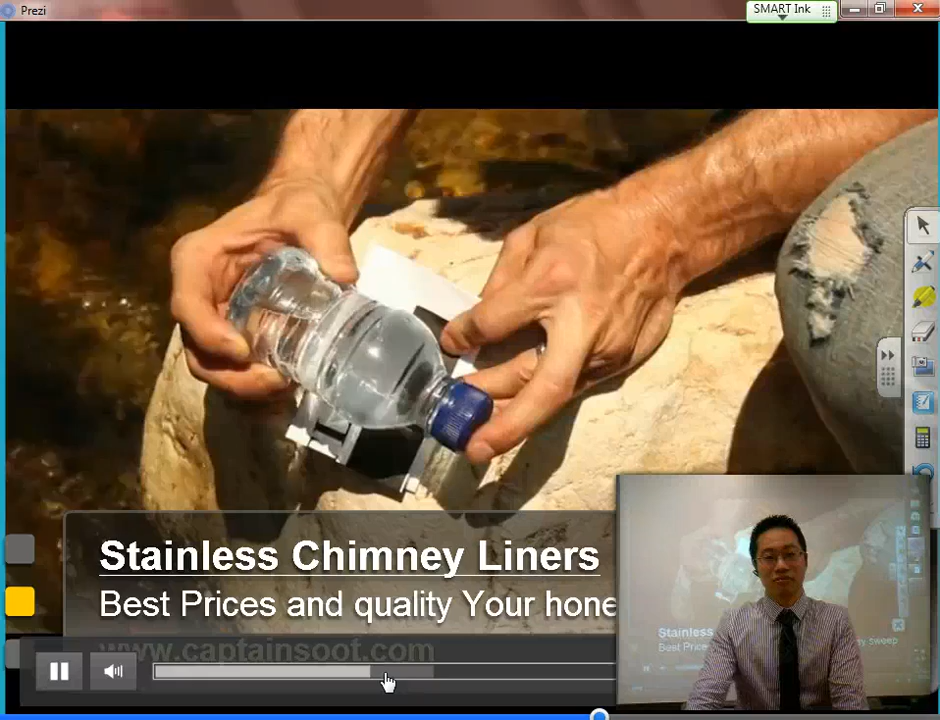 Prezi
SMART Ink
Stainless Chimney Liners
Best Prices and quality Your hone
www.captainsoot.com
Stainless
Best Pric
ey Sweep